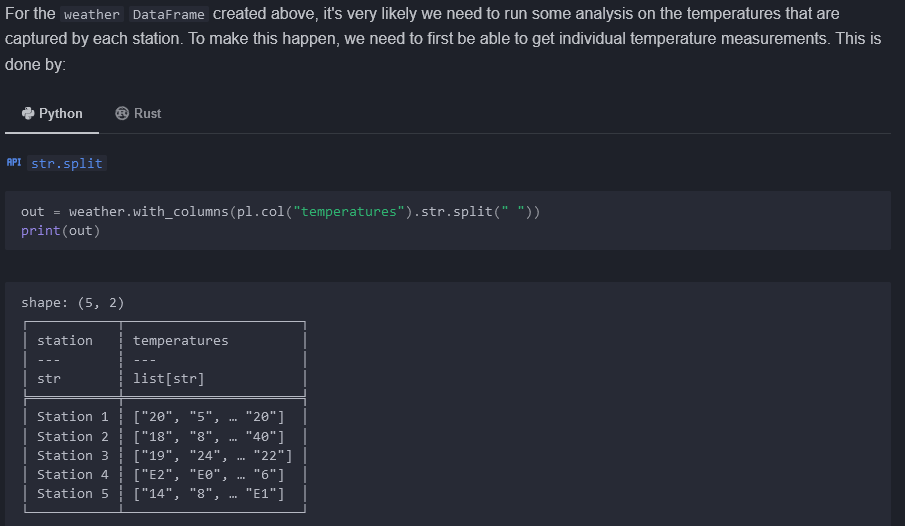 For the weather DataFrame created above, it's very likely we need to run some analysis on the temperatures that are
captured by each station. To make this happen, we need to first be able to get individual temperature measurements. This is
done by:
Python Rust
API str.split
out = weather.with_columns(pl.col("temperatures").str.split(" "))
print(out)
shape: (5, 2)
station temperatures
--- ---
str list[str]
Station 1 ["20", "5", … "20"]
Station 2 ["18", "8", … "40"]
Station 3 ["19", "24", … "22"]
Station 4 ["E2", "E0", … "6"]
Station 5 ["14", "8", … "E1"]